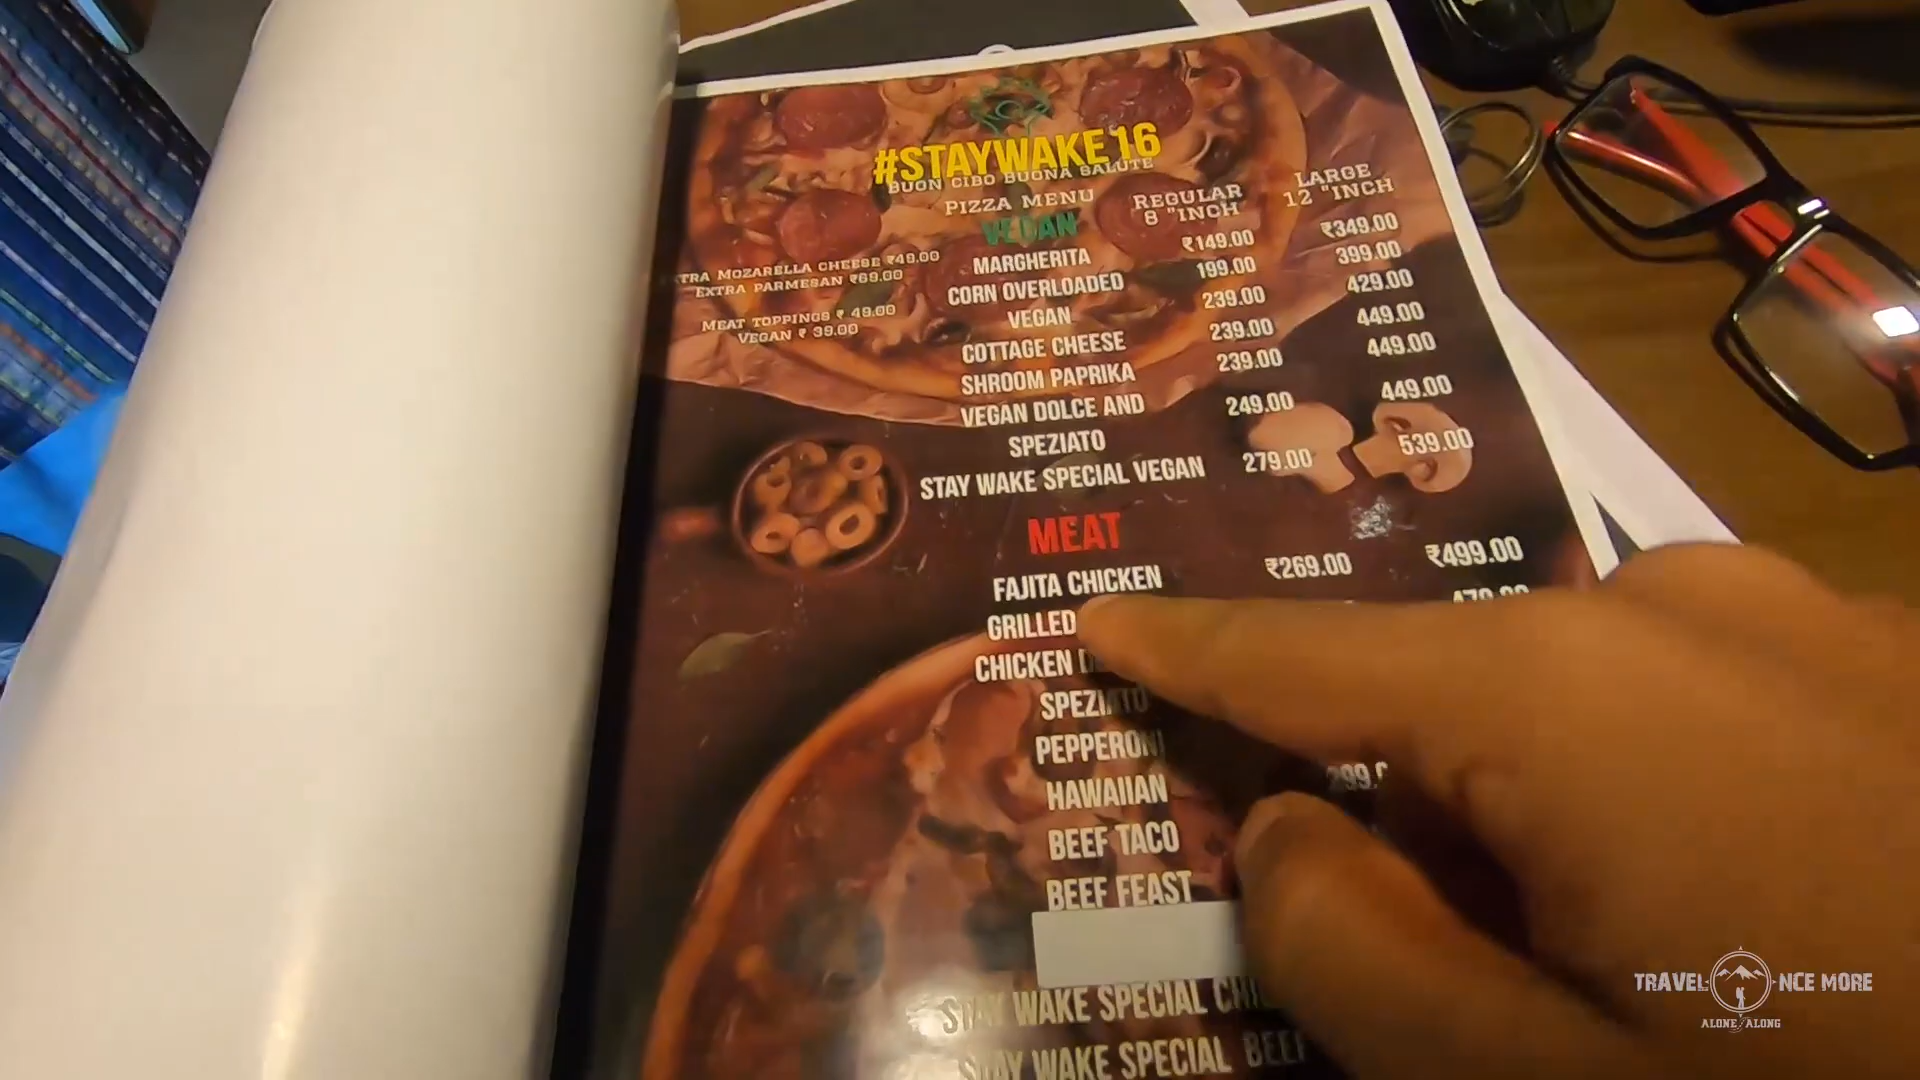 #STAYWAKE16
BUON CIBO BUONA SALUTE
PIZZA MENU
REGULAR
8 "INCH
LARGE
12 "INCH
VEGAN
EXTRA MOZARELLA CHEESE ₹49.00
EXTRA PARMESAN ₹69.00
MEAT TOPPINGS ₹ 49.00
VEGAN ₹ 39.00
MARGHERITA ₹149.00 ₹349.00
CORN OVERLOADED 199.00 399.00
VEGAN 239.00 429.00
COTTAGE CHEESE 239.00 449.00
SHROOM PAPRIKA 239.00 449.00
VEGAN DOLCE AND 249.00 449.00
SPEZIATO
STAY WAKE SPECIAL VEGAN 279.00 539.00
MEAT
FAJITA CHICKEN ₹269.00 ₹499.00
GRILLED
CHICKEN
SPEZIATO
PEPPERONI
HAWAIIAN
BEEF TACO
BEEF FEAST
STAY WAKE SPECIAL
STAY WAKE SPECIAL BEEF
TRAVEL NCE MORE
ALONE ALONG